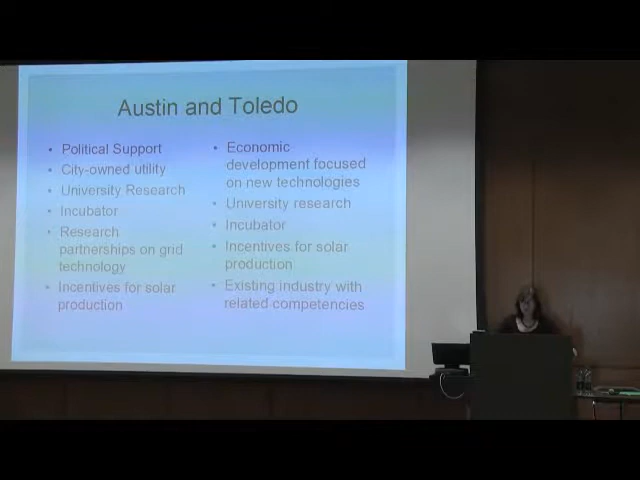 Austin and Toledo
• Political Support
• City-owned utility
• University Research
• Incubator
• Research
partnerships on grid
technology
• Incentives for solar
production
• Economic
development focused
on new technologies
• University research
• Incubator
• Incentives for solar
production
• Existing industry with
related competencies